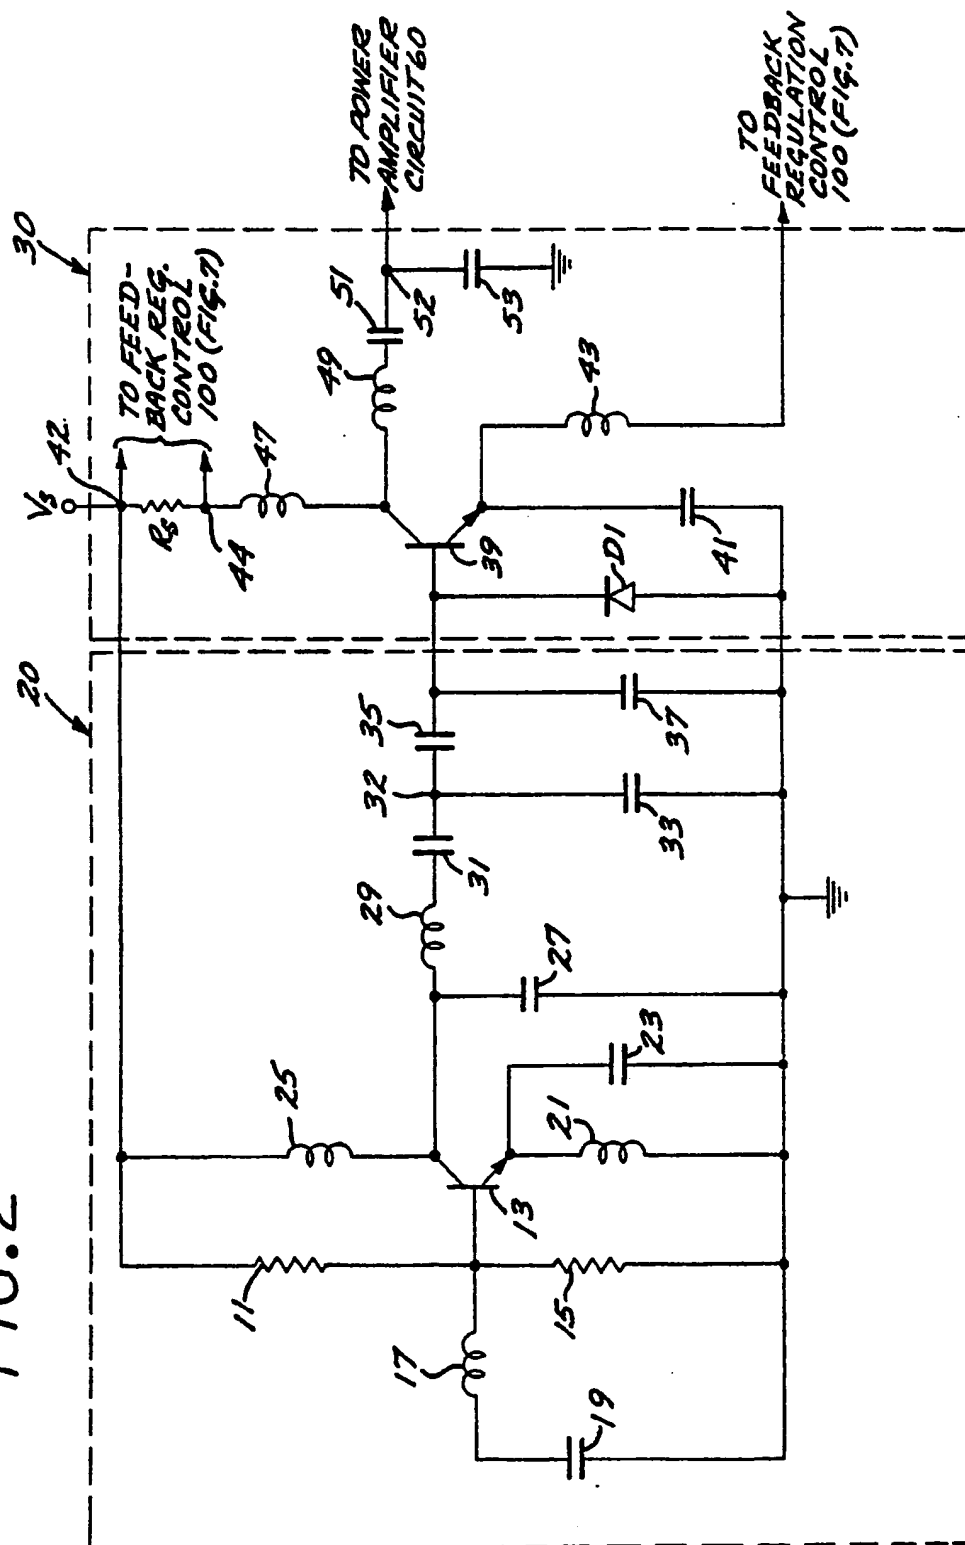 FIG.2
20
30
Vs
42
TO FEED-
BACK REG.
CONTROL
100 (FIG.7)
Rs
44
47
49
51
52
53
TO POWER
AMPLIFIER
CIRCUIT 60
39
D1
41
43
TO
FEEDBACK
REGULATION
CONTROL
100 (FIG.7)
11
25
13
15
17
19
21
23
27
29
31
32
33
35
37